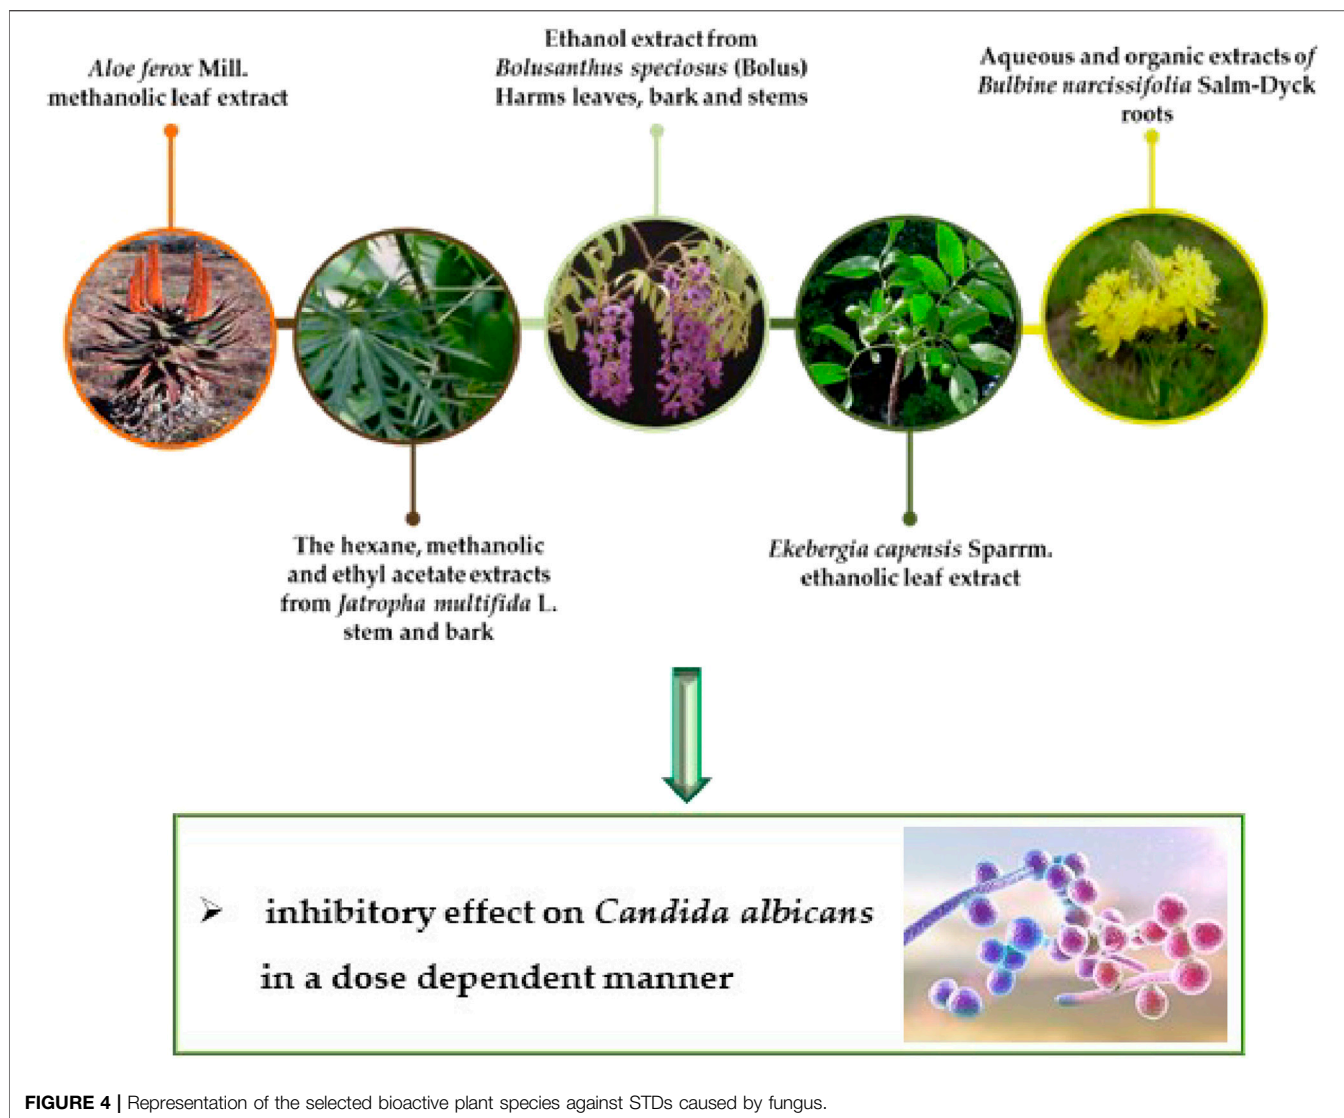 Aloe ferox Mill.
methanolic leaf extract
Ethanol extract from
Bolusanthus speciosus (Bolus)
Harms leaves, bark and stems
Aqueous and organic extracts of
Bulbine narcissifolia Salm-Dyck
roots
The hexane, methanolic
and ethyl acetate extracts
from Jatropha multifida L.
stem and bark
Ekebergia capensis Sparrm.
ethanolic leaf extract
➢ inhibitory effect on Candida albicans
in a dose dependent manner
FIGURE 4 | Representation of the selected bioactive plant species against STDs caused by fungus.